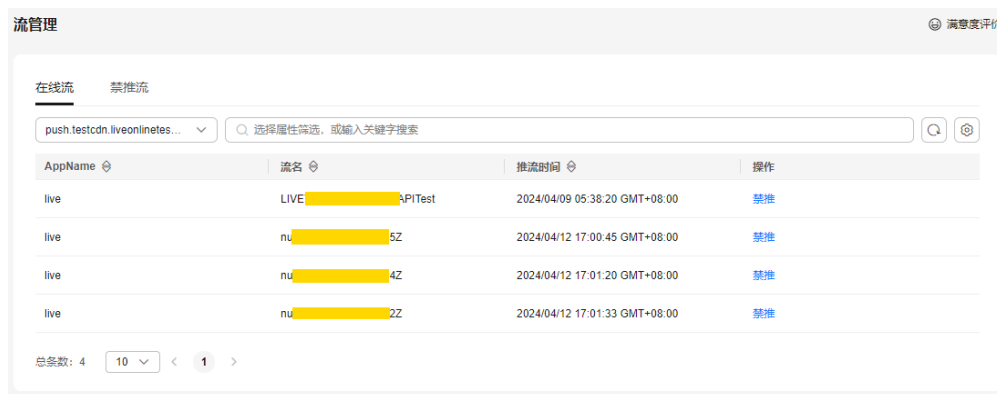 流管理
满意度评价
在线流 禁推流
push.testcdn.liveonlinetes... 选择属性筛选，或输入关键字搜索
AppName 流名 推流时间 操作
live LIVE APITest 2024/04/09 05:38:20 GMT+08:00 禁推
live nu 5Z 2024/04/12 17:00:45 GMT+08:00 禁推
live nu 4Z 2024/04/12 17:01:20 GMT+08:00 禁推
live nu 2Z 2024/04/12 17:01:33 GMT+08:00 禁推
总条数：4 10 < 1 >